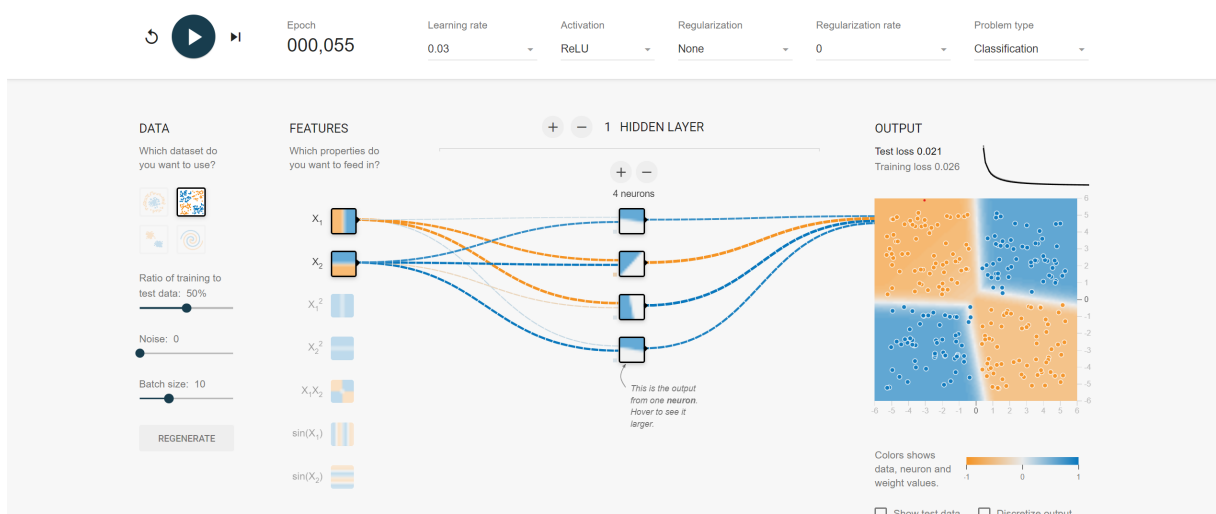 Epoch
000,055
Learning rate
0.03
Activation
ReLU
Regularization
None
Regularization rate
0
Problem type
Classification
DATA
Which dataset do
you want to use?
Ratio of training to
test data: 50%
Noise: 0
Batch size: 10
REGENERATE
FEATURES
Which properties do
you want to feed in?
X₁
X₂
X₁²
X₂²
X₁X₂
sin(X₁)
sin(X₂)
+ − 1 HIDDEN LAYER
+ −
4 neurons
This is the output
from one neuron.
Hover to see it
larger.
OUTPUT
Test loss 0.021
Training loss 0.026
6
5
4
3
2
1
0
-1
-2
-3
-4
-5
-6
-6 -5 -4 -3 -2 -1 0 1 2 3 4 5 6
Colors shows
data, neuron and
weight values.
-1 0 1
Show test data
Discretize output